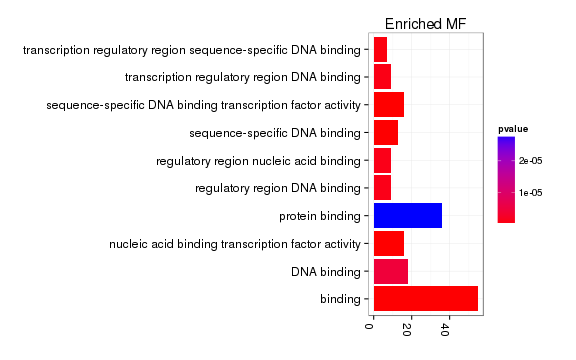 Enriched MF
transcription regulatory region sequence-specific DNA binding
transcription regulatory region DNA binding
sequence-specific DNA binding transcription factor activity
sequence-specific DNA binding
regulatory region nucleic acid binding
regulatory region DNA binding
protein binding
nucleic acid binding transcription factor activity
DNA binding
binding
0
20
40
pvalue
2e-05
1e-05